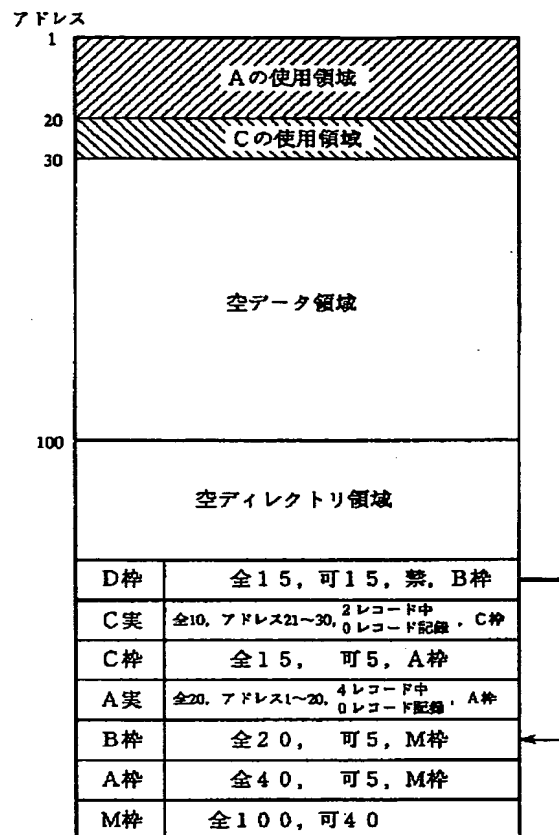 アドレス
1
Aの使用領域
20
Cの使用領域
30
空データ領域
100
空ディレクトリ領域
D枠 全15, 可15, 禁, B枠
C実 全10, アドレス21~30, 2レコード中 0レコード記録, C枠
C枠 全15, 可5, A枠
A実 全20, アドレス1~20, 4レコード中 0レコード記録, A枠
B枠 全20, 可5, M枠
A枠 全40, 可5, M枠
M枠 全100, 可40